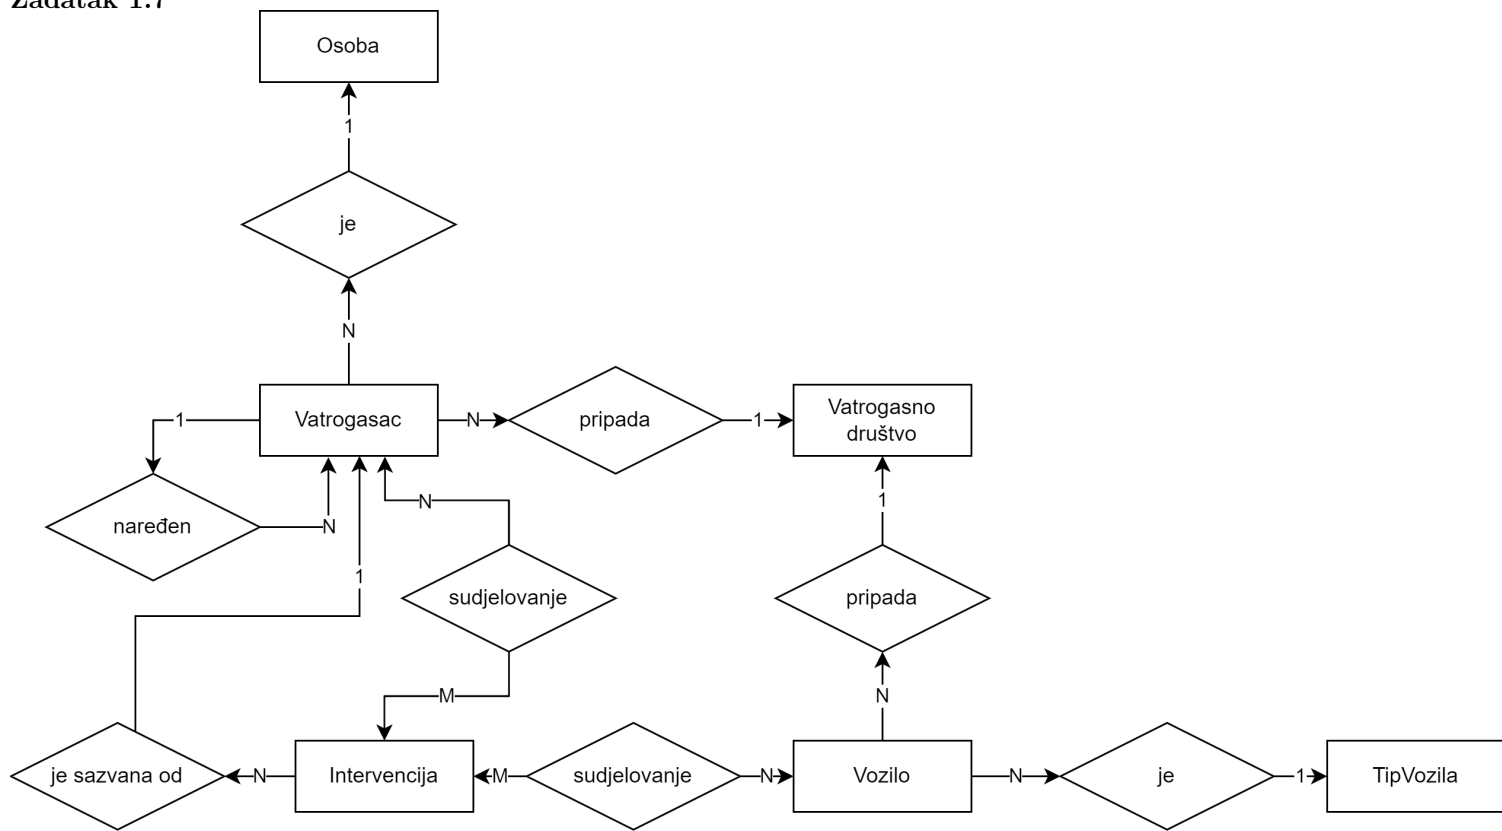 Zadatak 1.7
Osoba
1
je
N
Vatrogasac
1
N
pripada
1
Vatrogasno
društvo
naređen
N
N
1
1
sudjelovanje
pripada
M
N
je sazvana od
N
Intervencija
M
sudjelovanje
N
Vozilo
N
je
1
TipVozila